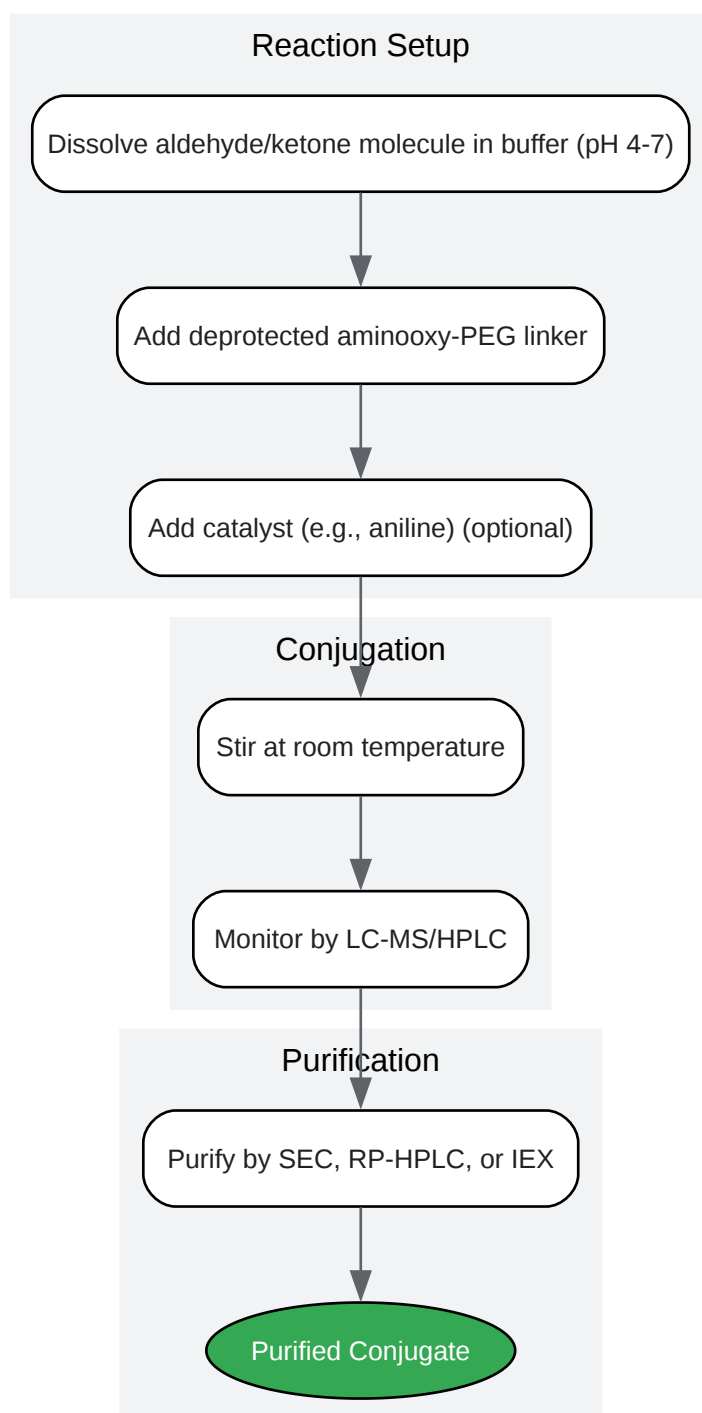 Reaction Setup
Dissolve aldehyde/ketone molecule in buffer (pH 4-7)
Add deprotected aminooxy-PEG linker
Add catalyst (e.g., aniline) (optional)
Conjugation
Stir at room temperature
Monitor by LC-MS/HPLC
Purification
Purify by SEC, RP-HPLC, or IEX
Purified Conjugate